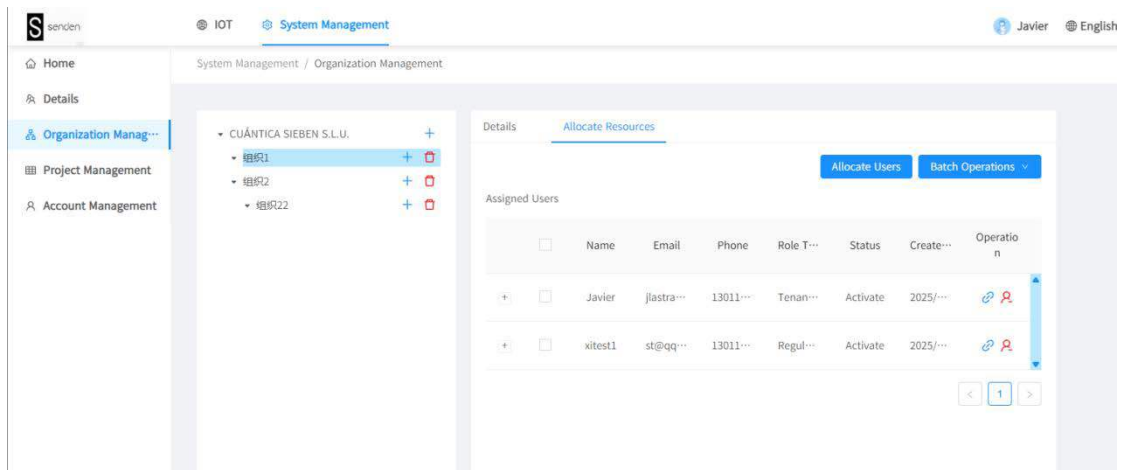 senden
IOT
System Management
Javier
English
Home
System Management / Organization Management
Details
Organization Manag···
Project Management
Account Management
CUÁNTICA SIEBEN S.L.U.
组织1
组织2
组织22
Details
Allocate Resources
Allocate Users
Batch Operations
Assigned Users
Name Email Phone Role T··· Status Create··· Operatio
n
+ Javier jlastra··· 13011··· Tenan··· Activate 2025/···
+ xitest1 st@qq··· 13011··· Regul··· Activate 2025/···
< 1 >